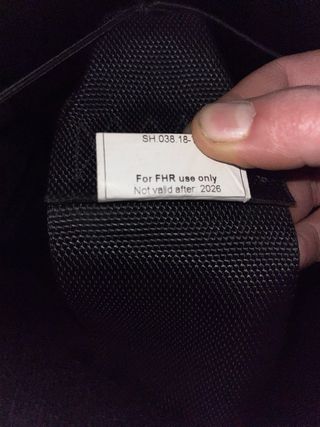 SH.038.18-
For FHR use only
Not valid after: 2026